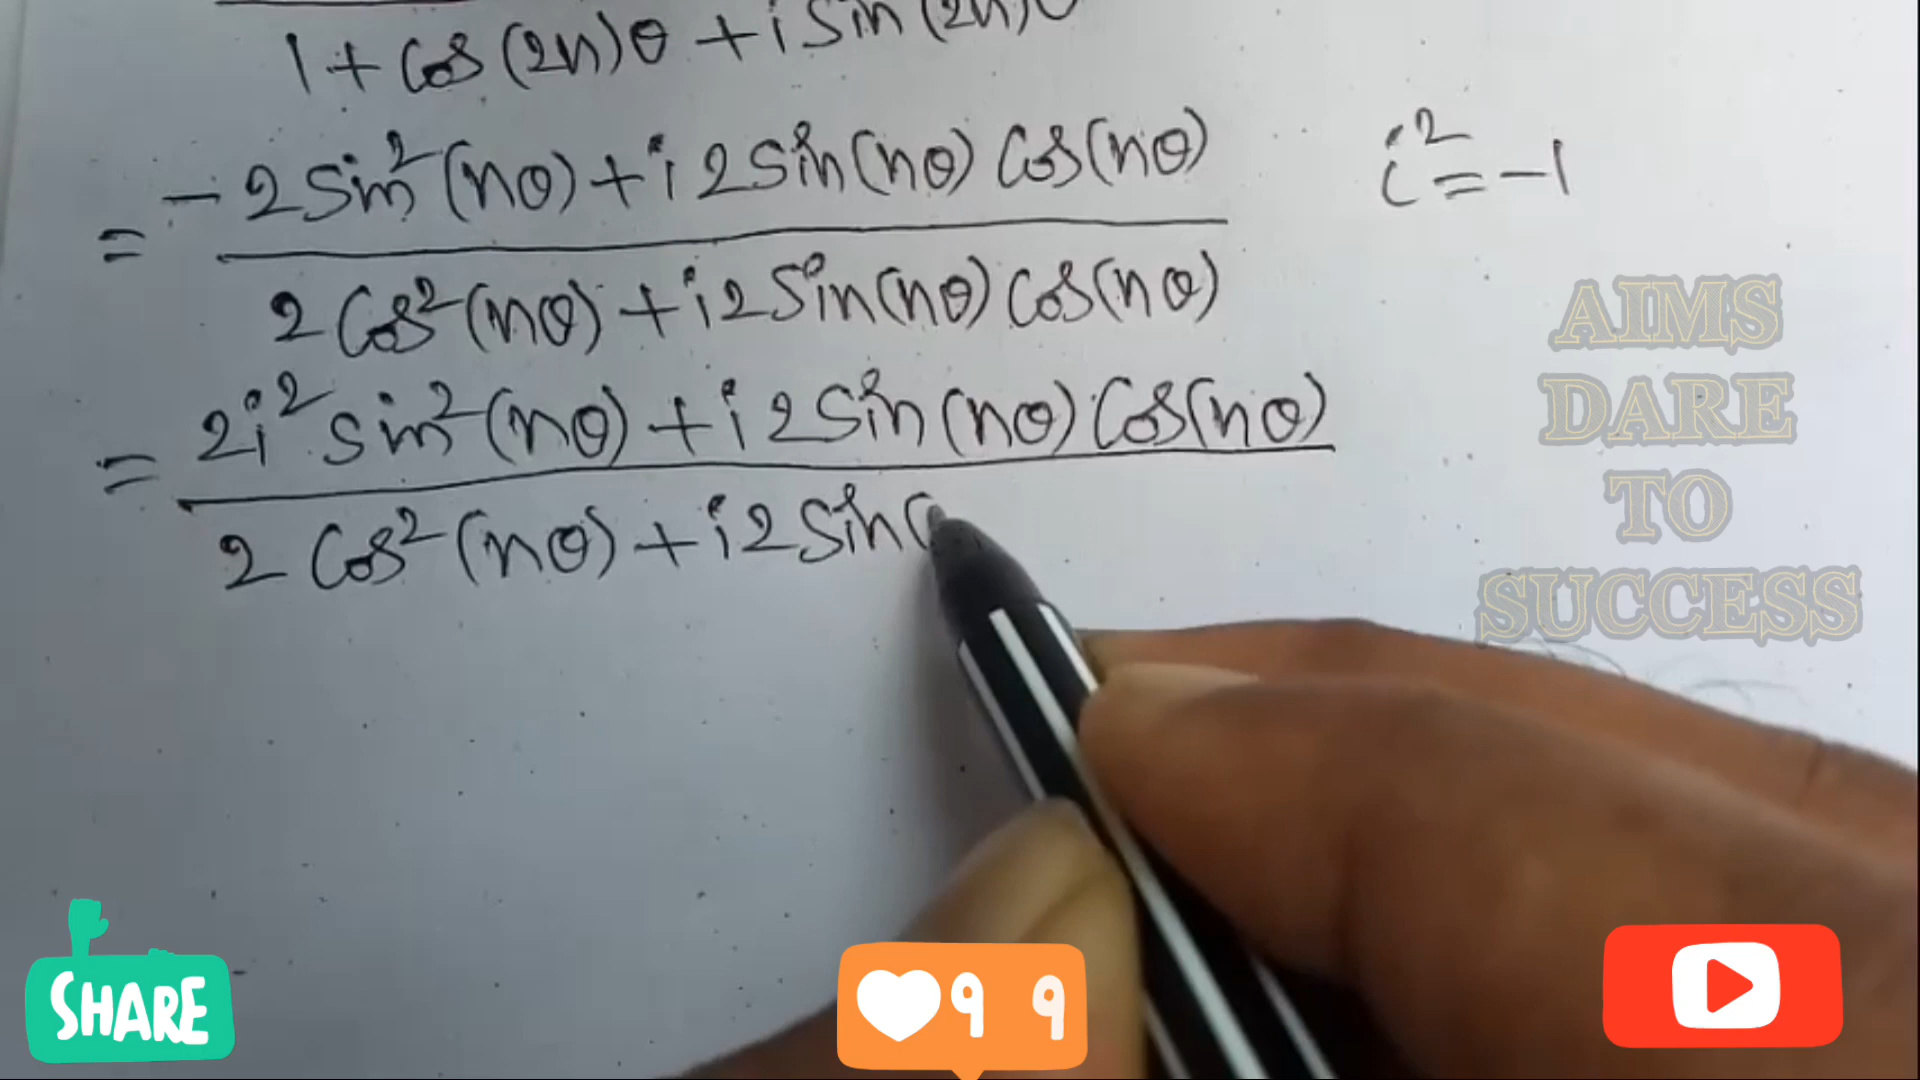 1 + Cos (2n) θ + i Sin (2n) θ
= - 2 Sin² (nθ) + i 2 Sin (nθ) Cos (nθ)
i² = -1
2 Cos² (nθ) + i 2 Sin (nθ) Cos (nθ)
= 2i² sin² (nθ) + i 2 Sin (nθ) Cos (nθ)
2 Cos² (nθ) + i 2 Sin (
AIMS
DARE
TO
SUCCESS
SHARE
9 9